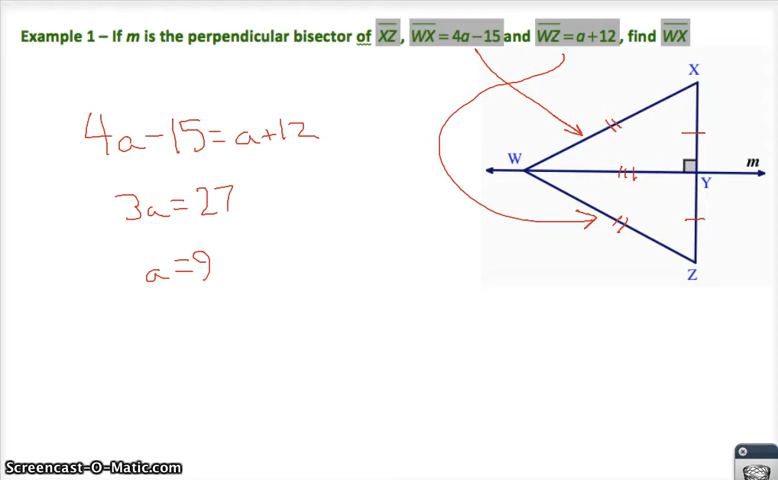 Example 1 – If m is the perpendicular bisector of XZ, WX = 4a – 15 and WZ = a + 12, find WX
X
W
m
Y
Z
4a - 15 = a + 12
3a = 27
a = 9
Screencast-O-Matic.com